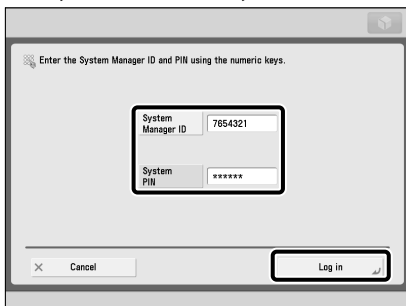 Enter the System Manager ID and PIN using the numeric keys.
System
Manager ID
7654321
System
PIN
******
× Cancel
Log in